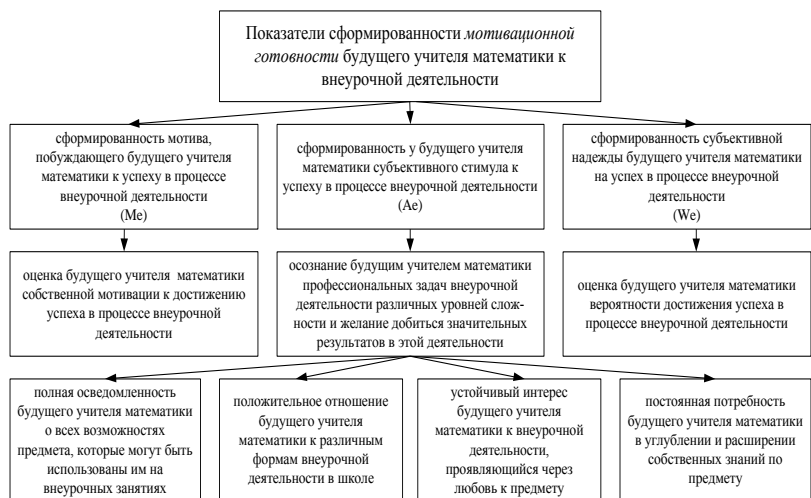 Показатели сформированности мотивационной
готовности будущего учителя математики к
внеурочной деятельности
сформированность мотива,
побуждающего будущего учителя
математики к успеху в процессе
внеурочной деятельности
(Ме)
сформированность у будущего учителя
математики субъективного стимула к
успеху в процессе внеурочной деятельности
(Ае)
сформированность субъективной
надежды будущего учителя математики
на успех в процессе внеурочной
деятельности
(We)
оценка будущего учителя математики
собственной мотивации к достижению
успеха в процессе внеурочной
деятельности
осознание будущим учителем математики
профессиональных задач внеурочной
деятельности различных уровней слож-
ности и желание добиться значительных
результатов в этой деятельности
оценка будущего учителя математики
вероятности достижения успеха в
процессе внеурочной деятельности
полная осведомленность
будущего учителя математики
о всех возможностях
предмета, которые могут быть
использованы им на
внеурочных занятиях
положительное отношение
будущего учителя
математики к различным
формам внеурочной
деятельности в школе
устойчивый интерес
будущего учителя
математики к внеурочной
деятельности,
проявляющийся через
любовь к предмету
постоянная потребность
будущего учителя математики
в углублении и расширении
собственных знаний по
предмету